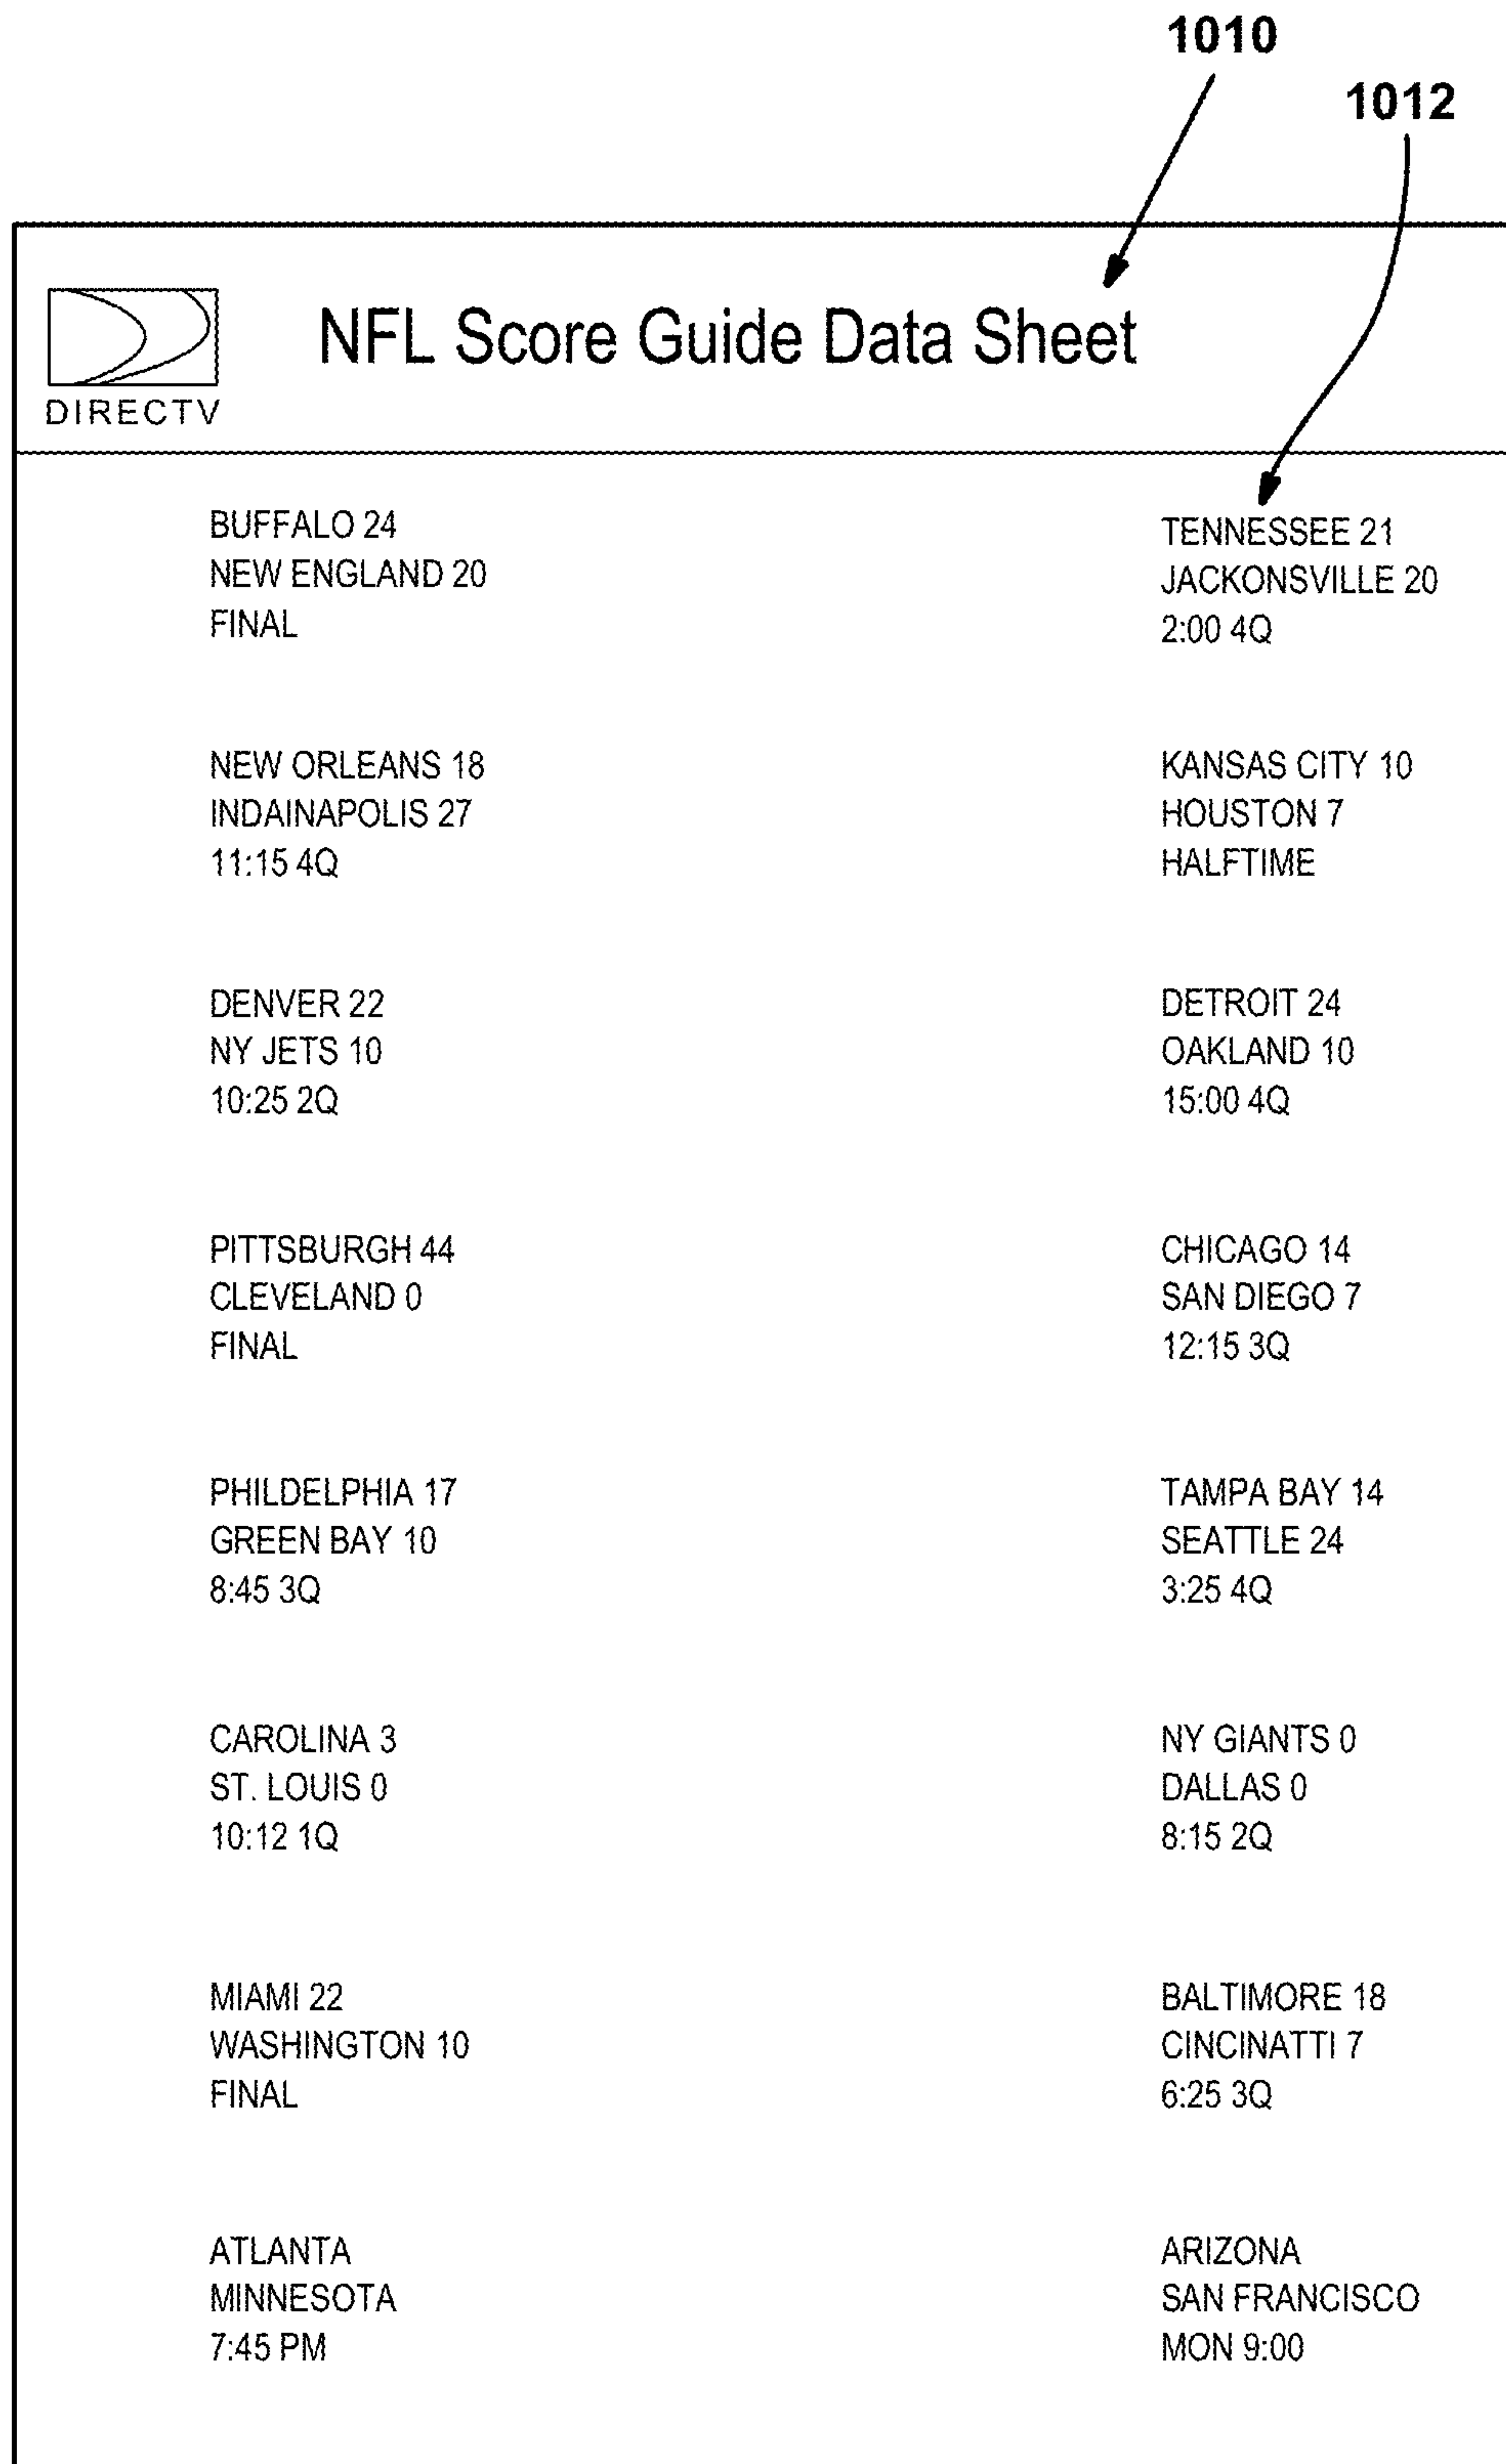 1010
1012
NFL Score Guide Data Sheet
DIRECTV
BUFFALO 24
NEW ENGLAND 20
FINAL
TENNESSEE 21
JACKONSVILLE 20
2:00 4Q
NEW ORLEANS 18
INDAINAPOLIS 27
11:15 4Q
KANSAS CITY 10
HOUSTON 7
HALFTIME
DENVER 22
NY JETS 10
10:25 2Q
DETROIT 24
OAKLAND 10
15:00 4Q
PITTSBURGH 44
CLEVELAND 0
FINAL
CHICAGO 14
SAN DIEGO 7
12:15 3Q
PHILDELPHIA 17
GREEN BAY 10
8:45 3Q
TAMPA BAY 14
SEATTLE 24
3:25 4Q
CAROLINA 3
ST. LOUIS 0
10:12 1Q
NY GIANTS 0
DALLAS 0
8:15 2Q
MIAMI 22
WASHINGTON 10
FINAL
BALTIMORE 18
CINCINATTI 7
6:25 3Q
ATLANTA
MINNESOTA
7:45 PM
ARIZONA
SAN FRANCISCO
MON 9:00